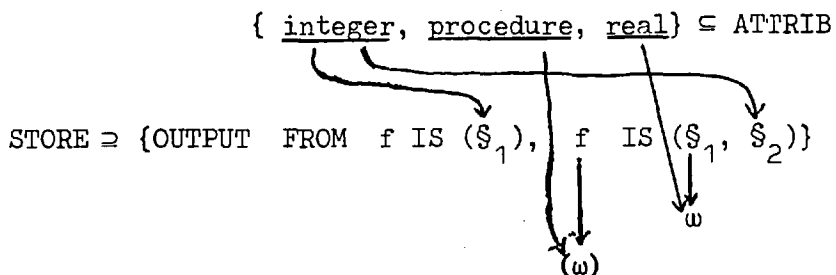 { integer, procedure, real} ⊆ ATTRIB
STORE ⊇ {OUTPUT FROM f IS (§₁), f IS (§₁, §₂)}
ω
(ω)